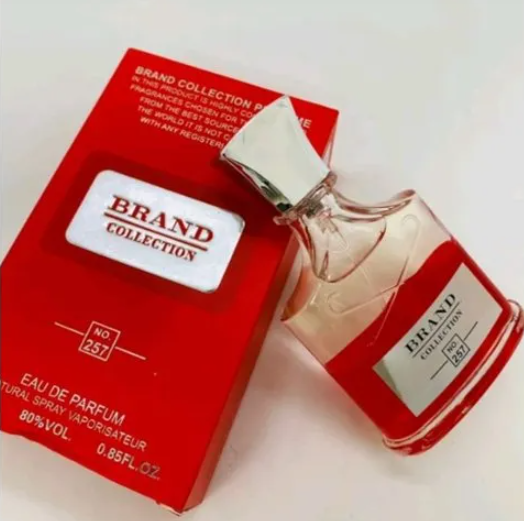 BRAND COLLECTION
IN THIS PRODUCT IS HIGHLY
FRAGRANCES CHOSEN FOR
FROM THE BEST
THE WORLD IT IS NOT
WITH ANY
BRAND
COLLECTION
NO.
257
EAU DE PARFUM
SPRAY VAPORISATEUR
80%VOL.
0.85FL.OZ.
BRAND
COLLECTION
NO.
257